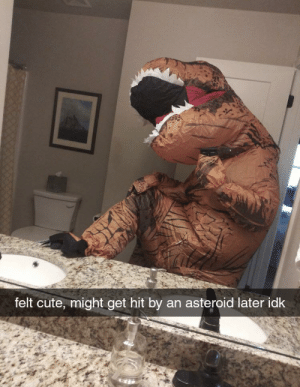 felt cute, might get hit by an asteroid later idk